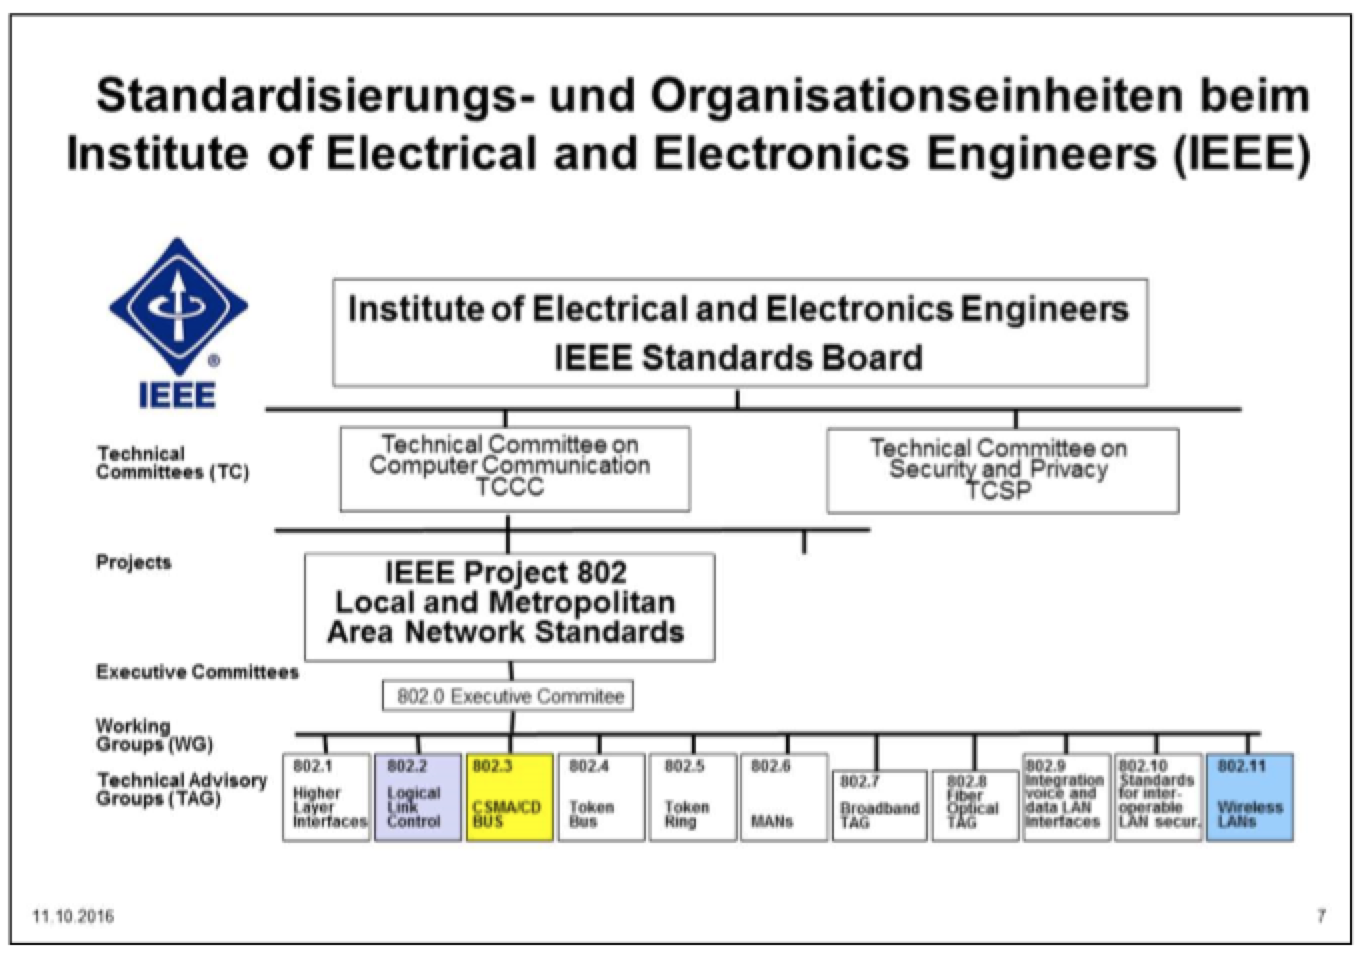 Standardisierungs- und Organisationseinheiten beim
Institute of Electrical and Electronics Engineers (IEEE)
®
IEEE
Institute of Electrical and Electronics Engineers
IEEE Standards Board
Technical
Committees (TC)
Technical Committee on
Computer Communication
TCCC
Technical Committee on
Security and Privacy
TCSP
Projects
IEEE Project 802
Local and Metropolitan
Area Network Standards
Executive Committees
802.0 Executive Commitee
Working
Groups (WG)
Technical Advisory
Groups (TAG)
802.1
Higher
Layer
Interfaces
802.2
Logical
Link
Control
802.3
CSMA/CD
BUS
802.4
Token
Bus
802.5
Token
Ring
802.6
MANs
802.7
Broadband
TAG
802.8
Fiber
Optical
TAG
802.9
Integration
voice and
data LAN
Interfaces
802.10
Standards
for inter-
operable
LAN secur.
802.11
Wireless
LANs
11.10.2016
7